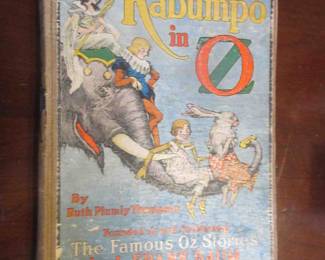 Kabumpo
in OZ
By
Ruth Plumly Thompson
Founded on and Continuing
The Famous Oz Stories